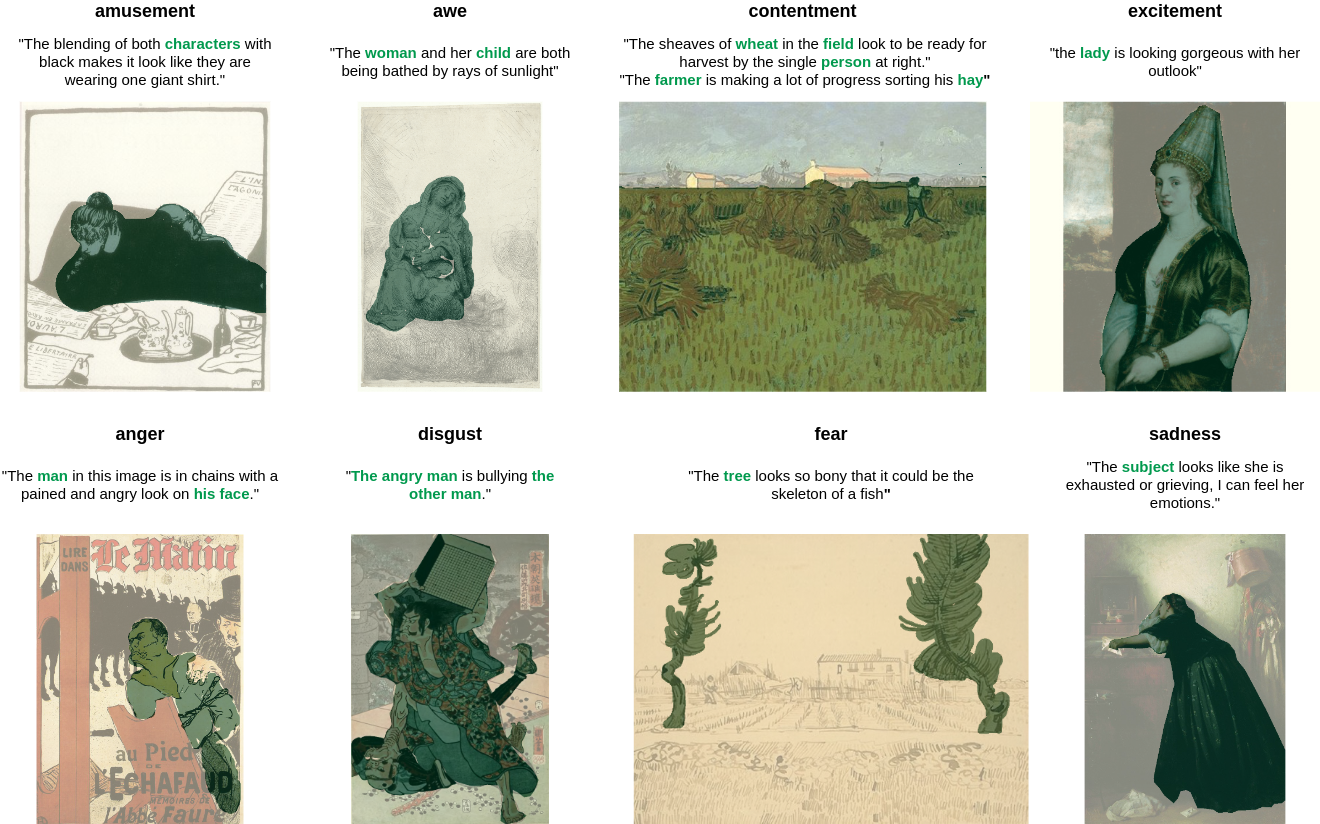 amusement
"The blending of both characters with
black makes it look like they are
wearing one giant shirt."
awe
"The woman and her child are both
being bathed by rays of sunlight"
contentment
"The sheaves of wheat in the field look to be ready for
harvest by the single person at right."
"The farmer is making a lot of progress sorting his hay"
excitement
"the lady is looking gorgeous with her
outlook"
anger
"The man in this image is in chains with a
pained and angry look on his face."
disgust
"The angry man is bullying the
other man."
fear
"The tree looks so bony that it could be the
skeleton of a fish"
sadness
"The subject looks like she is
exhausted or grieving, I can feel her
emotions."
LIRE
DANS
Le Matin
au Pied
DE
L'ECHAFAUD
MÉMOIRES DE
l'Abbé Faure